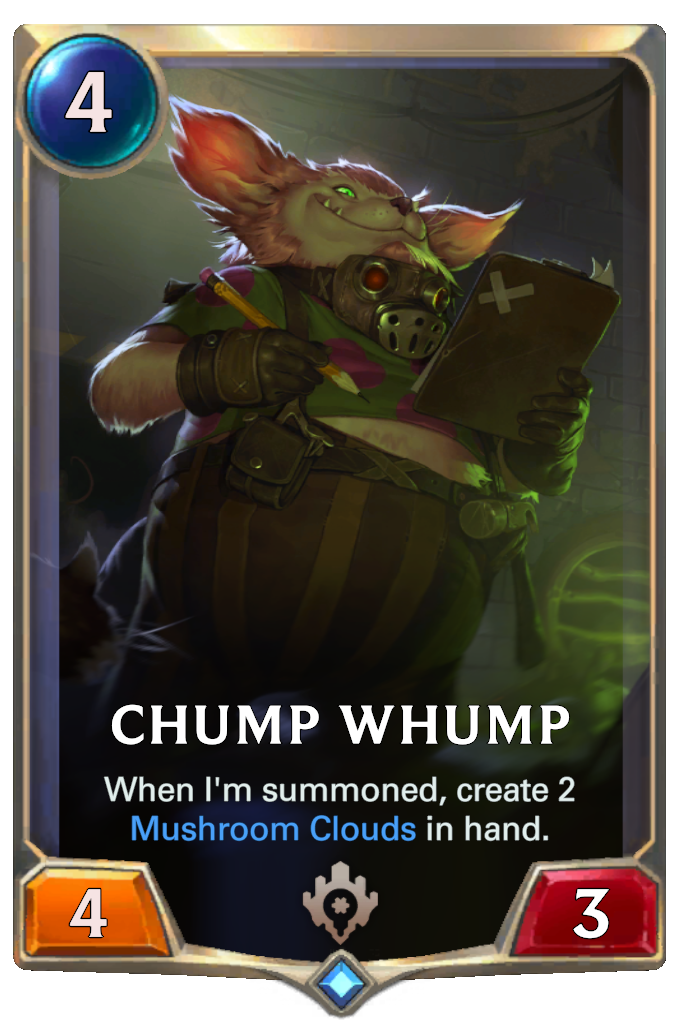 4
CHUMP WHUMP
When I'm summoned, create 2
Mushroom Clouds in hand.
4
3